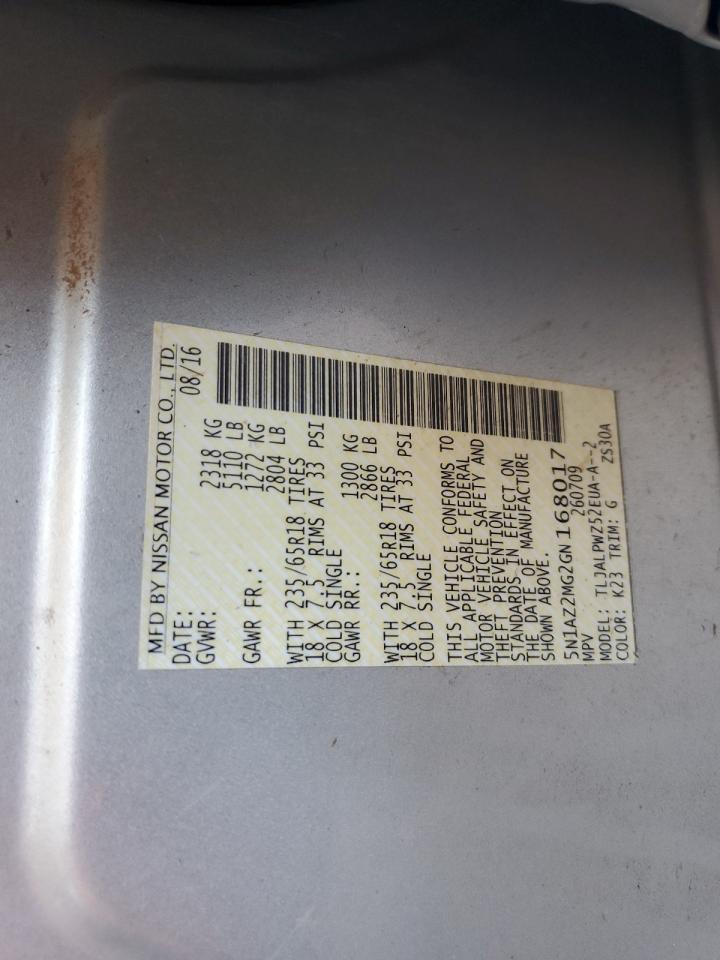 MFD BY NISSAN MOTOR CO., LTD.
DATE: 08/16
GVWR: 2318 KG
5110 LB
GAWR FR.: 1272 KG
2804 LB
WITH 235/65R18 TIRES
18 X 7.5 RIMS AT 33 PSI
COLD SINGLE
GAWR RR.: 1300 KG
2866 LB
WITH 235/65R18 TIRES
18 X 7.5 RIMS AT 33 PSI
COLD SINGLE
THIS VEHICLE CONFORMS TO
ALL APPLICABLE FEDERAL
MOTOR VEHICLE SAFETY AND
THEFT PREVENTION
STANDARDS IN EFFECT ON
THE DATE OF MANUFACTURE
SHOWN ABOVE.
5N1AZ2MG2GN168017
MPV 260709
MODEL: TLJALPWZ52EUA-A--2
COLOR: K23 TRIM: G ZS30A